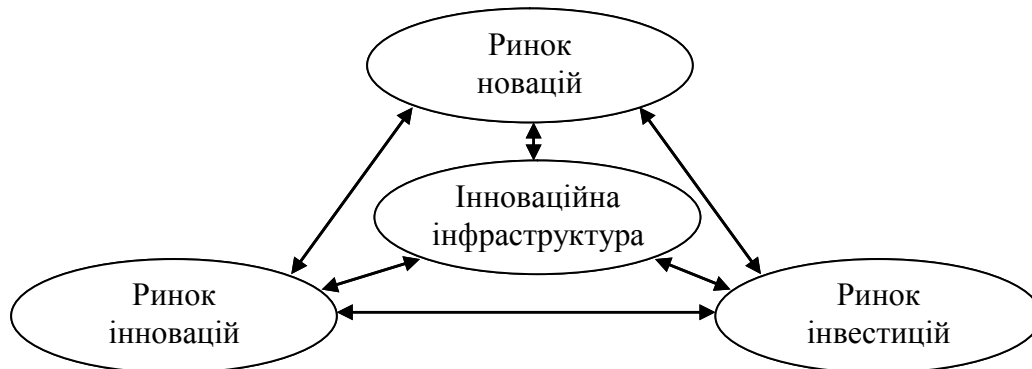 Ринок
новацій
Інноваційна
інфраструктура
Ринок
інновацій
Ринок
інвестицій